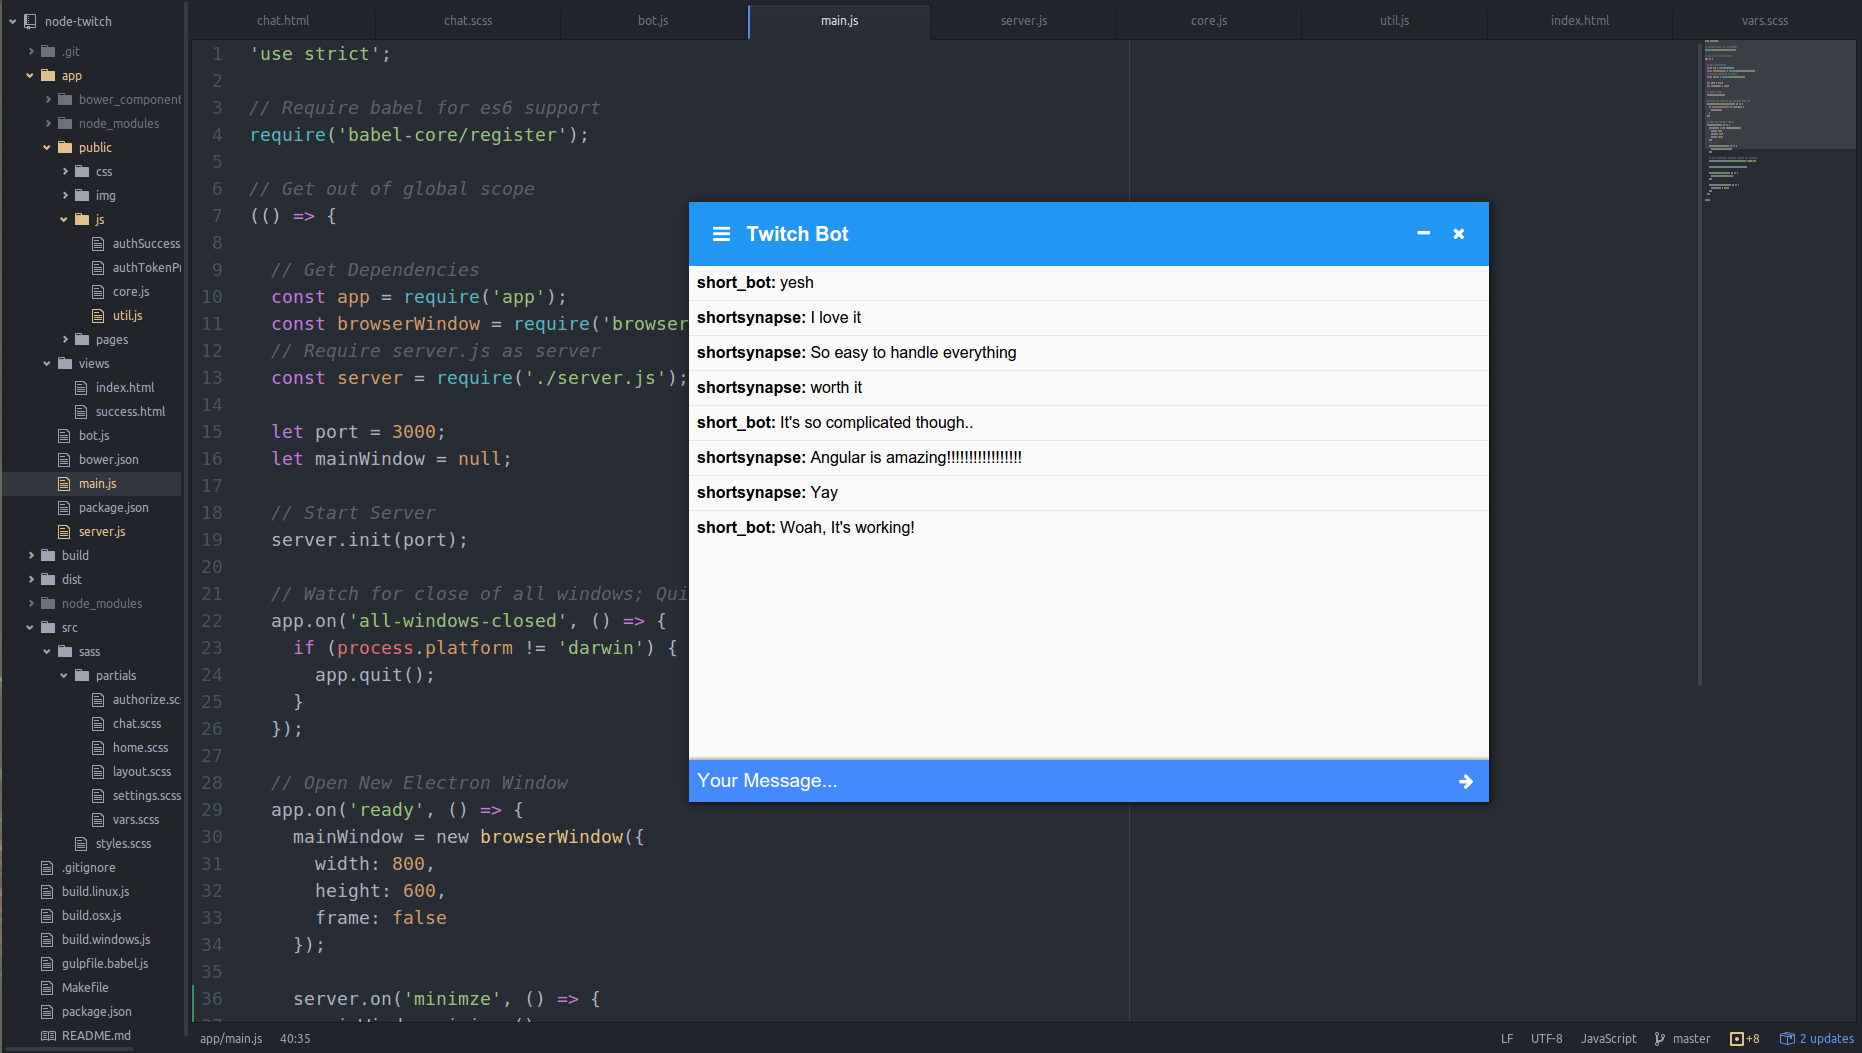 node-twitch
.git
app
bower_component
node_modules
public
css
img
js
authSuccess
authTokenPr
core.js
util.js
pages
views
index.html
success.html
bot.js
bower.json
main.js
package.json
server.js
build
dist
node_modules
src
sass
partials
authorize.sc
chat.scss
home.scss
layout.scss
settings.scss
vars.scss
styles.scss
.gitignore
build.linux.js
build.osx.js
build.windows.js
gulpfile.babel.js
Makefile
package.json
README.md
chat.html chat.scss bot.js main.js server.js core.js util.js index.html vars.scss
1 'use strict';
2
3 // Require babel for es6 support
4 require('babel-core/register');
5
6 // Get out of global scope
7 (() => {
8
9 // Get Dependencies
10 const app = require('app');
11 const browserWindow = require('browser
12 // Require server.js as server
13 const server = require('./server.js');
14
15 let port = 3000;
16 let mainWindow = null;
17
18 // Start Server
19 server.init(port);
20
21 // Watch for close of all windows; Qui
22 app.on('all-windows-closed', () => {
23 if (process.platform != 'darwin') {
24 app.quit();
25 }
26 });
27
28 // Open New Electron Window
29 app.on('ready', () => {
30 mainWindow = new browserWindow({
31 width: 800,
32 height: 600,
33 frame: false
34 });
35
36 server.on('minimze', () => {
Twitch Bot
short_bot: yesh
shortsynapse: I love it
shortsynapse: So easy to handle everything
shortsynapse: worth it
short_bot: It's so complicated though..
shortsynapse: Angular is amazing!!!!!!!!!!!!!!!!!
shortsynapse: Yay
short_bot: Woah, It's working!
Your Message...
app/main.js 40:35 LF UTF-8 JavaScript master +8 2 updates